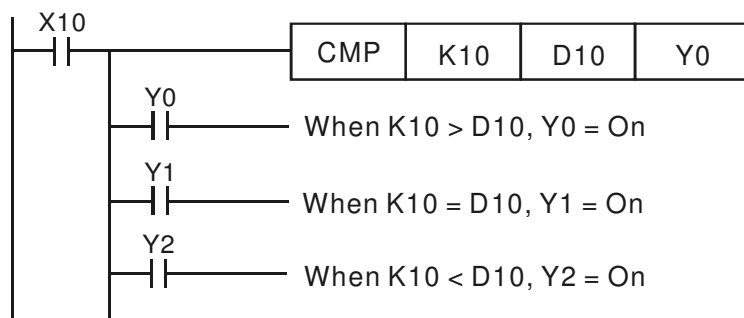 X10
CMP K10 D10 Y0
Y0
When K10 > D10, Y0 = On
Y1
When K10 = D10, Y1 = On
Y2
When K10 < D10, Y2 = On